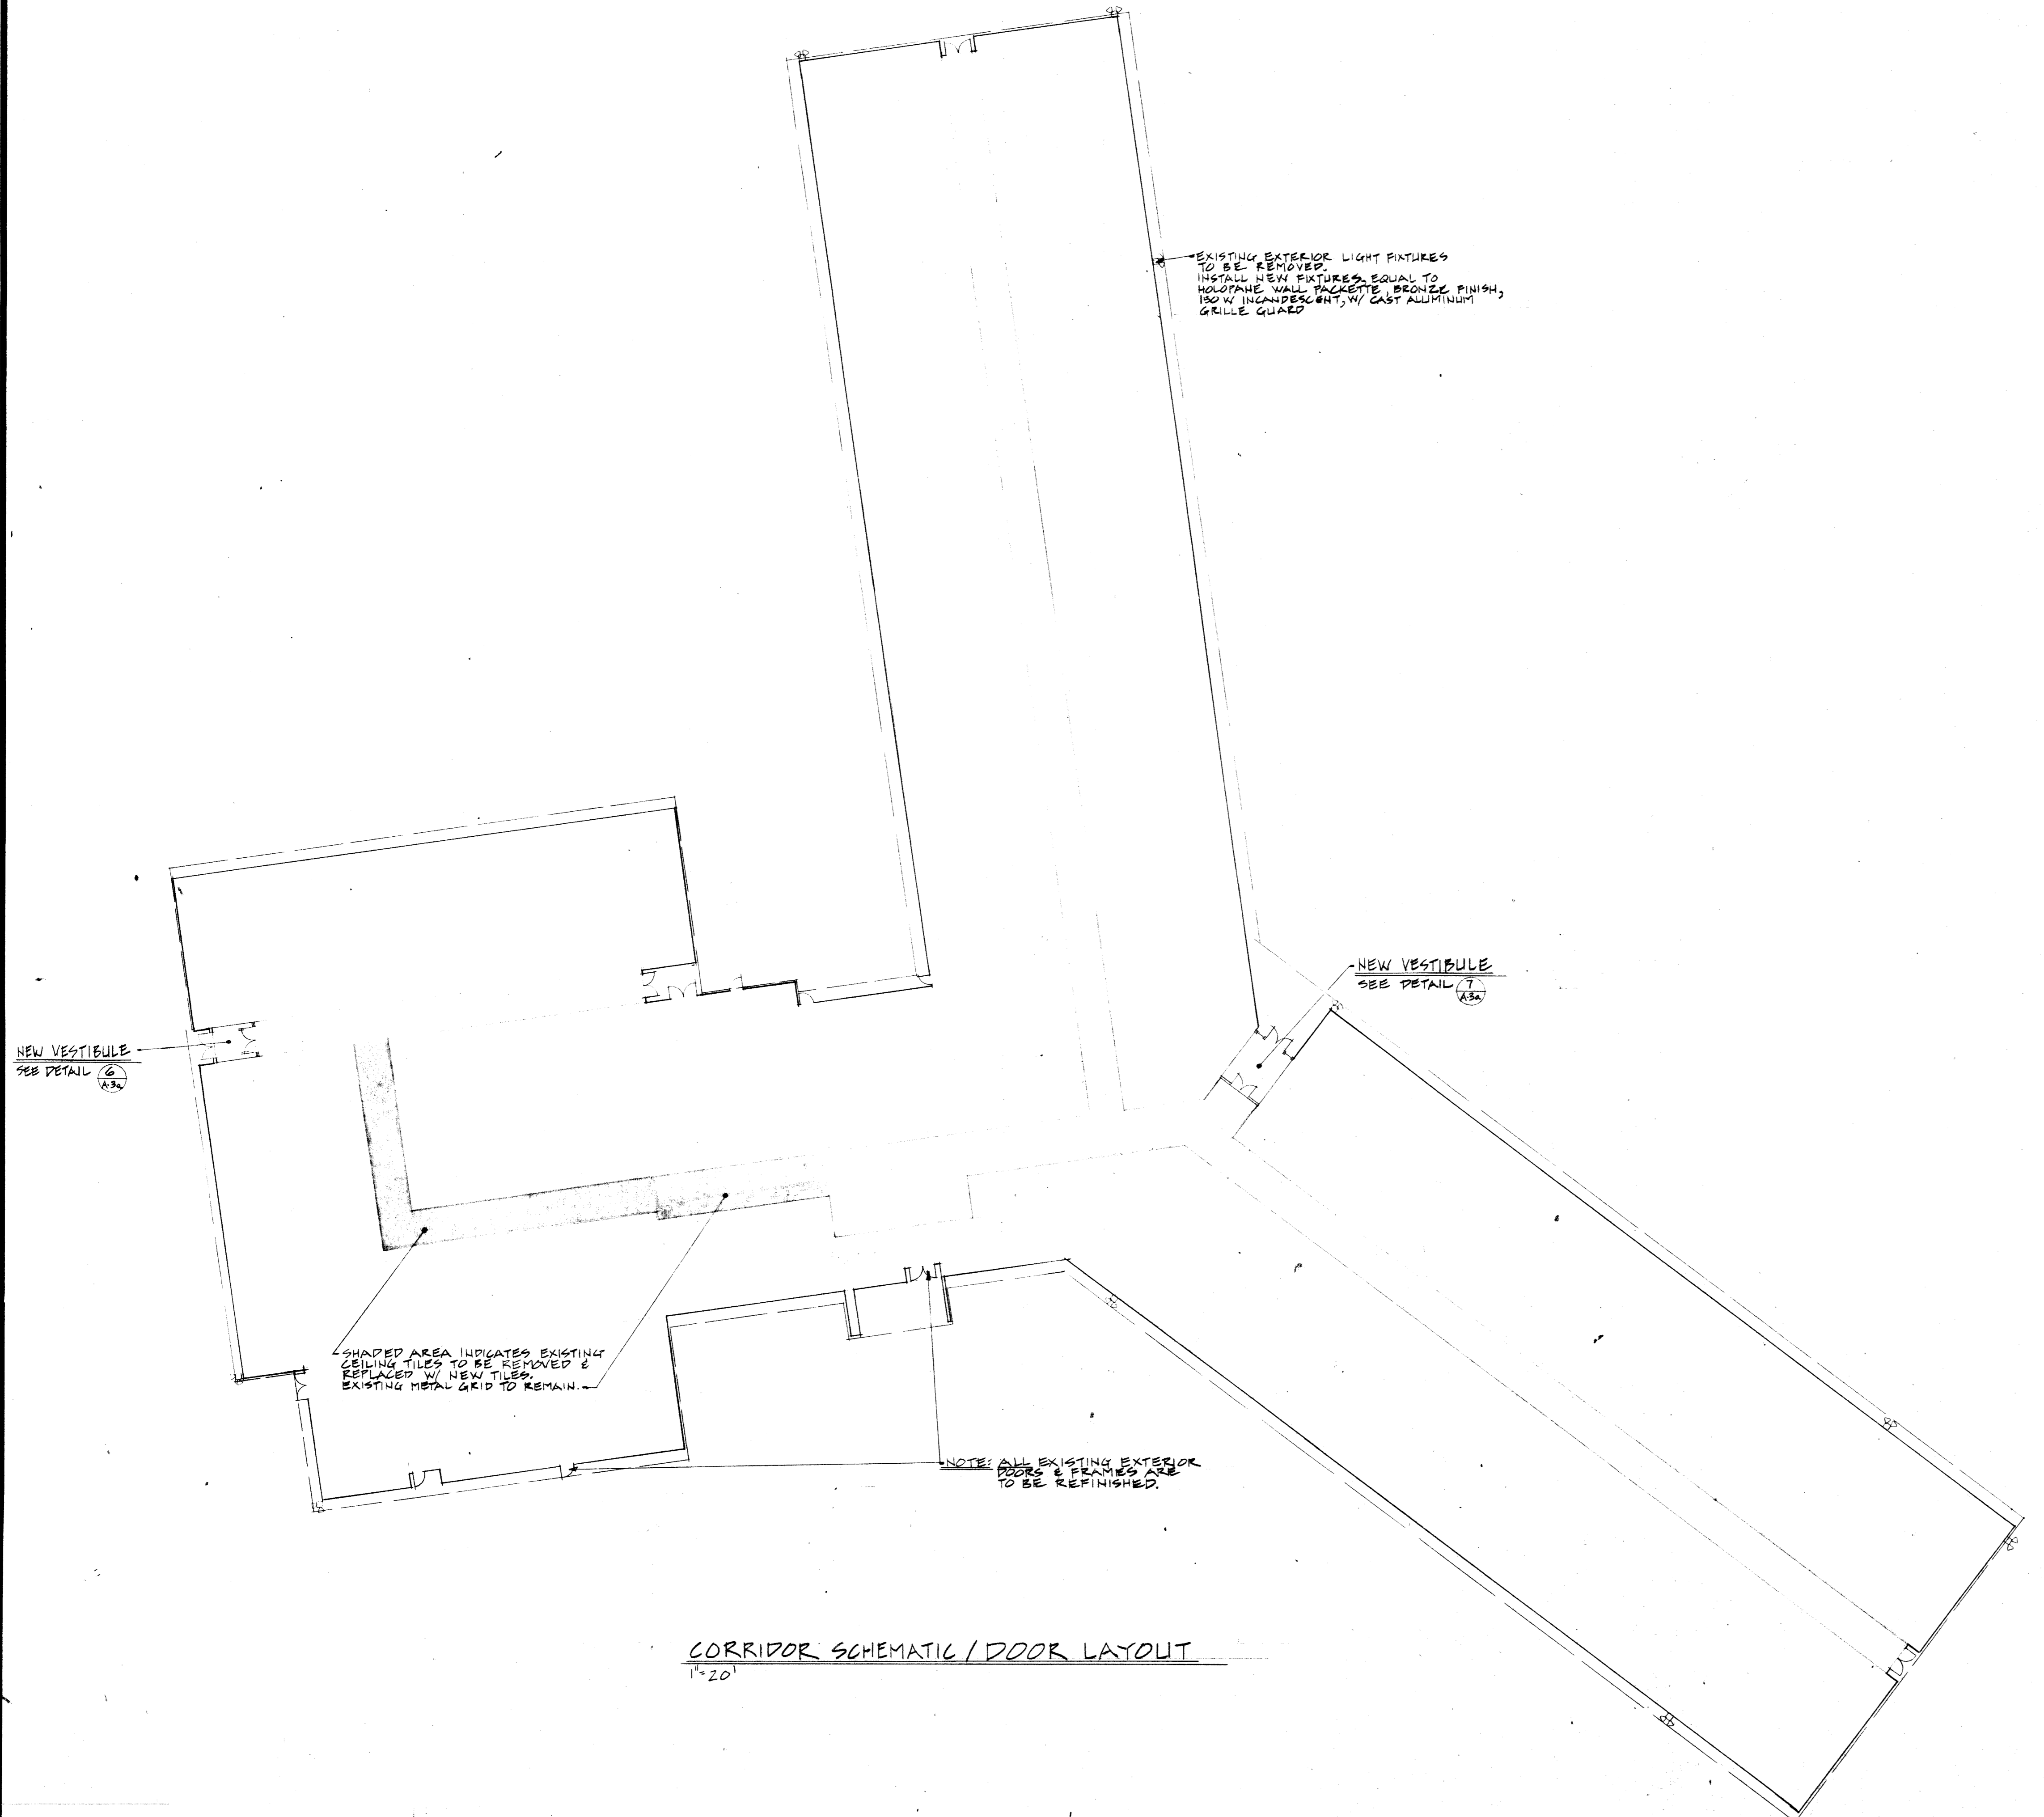 EXISTING EXTERIOR LIGHT FIXTURES
TO BE REMOVED.
INSTALL NEW FIXTURES, EQUAL TO
HOLOPANE WALL PACKETTE, BRONZE FINISH,
150 W INCANDESCENT, W/ CAST ALUMINUM
GRILLE GUARD
NEW VESTIBULE
SEE DETAIL 7
A-3a
NEW VESTIBULE
SEE DETAIL 6
A-3a
SHADED AREA INDICATES EXISTING
CEILING TILES TO BE REMOVED &
REPLACED W/ NEW TILES.
EXISTING METAL GRID TO REMAIN.
NOTE: ALL EXISTING EXTERIOR
DOORS & FRAMES ARE
TO BE REFINISHED.
CORRIDOR SCHEMATIC / DOOR LAYOUT
1"=20'